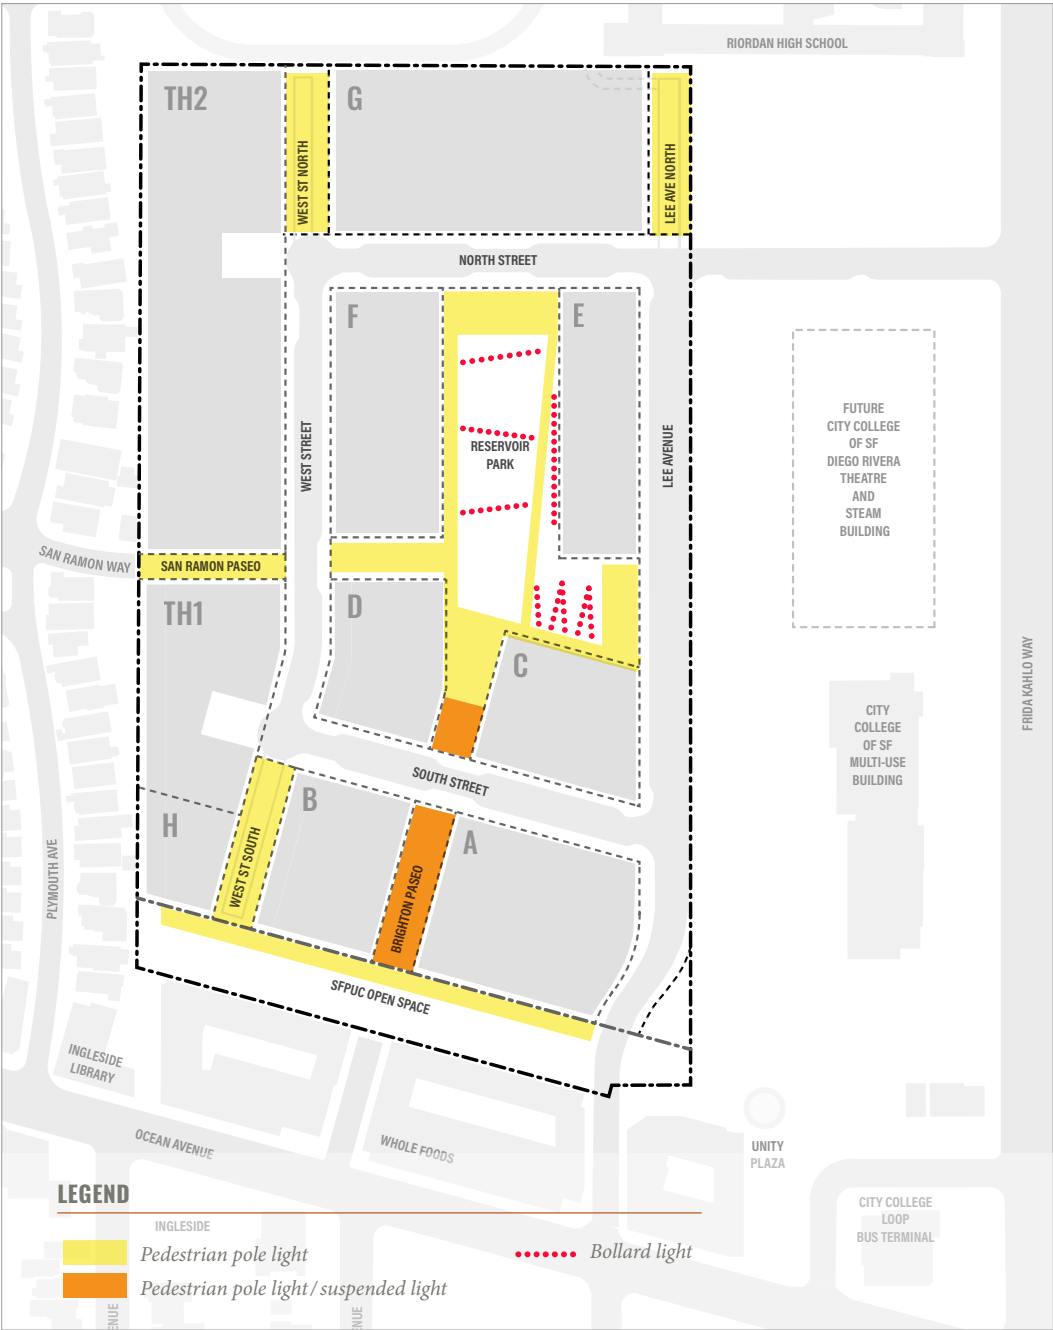 RIORDAN HIGH SCHOOL
TH2
G
WEST ST NORTH
LEE AVE NORTH
NORTH STREET
F
E
WEST STREET
RESERVOIR
PARK
LEE AVENUE
FUTURE
CITY COLLEGE
OF SF
DIEGO RIVERA
THEATRE
AND
STEAM
BUILDING
SAN RAMON WAY
SAN RAMON PASEO
TH1
D
C
FRIDA KAHLO WAY
CITY
COLLEGE
OF SF
MULTI-USE
BUILDING
SOUTH STREET
H
B
A
WEST ST SOUTH
BRIGHTON PASEO
PLYMOUTH AVE
SFPUC OPEN SPACE
INGLESIDE
LIBRARY
OCEAN AVENUE
WHOLE FOODS
UNITY
PLAZA
LEGEND
INGLESIDE
CITY COLLEGE
LOOP
BUS TERMINAL
Pedestrian pole light
Bollard light
Pedestrian pole light/suspended light
ENUE
NUE